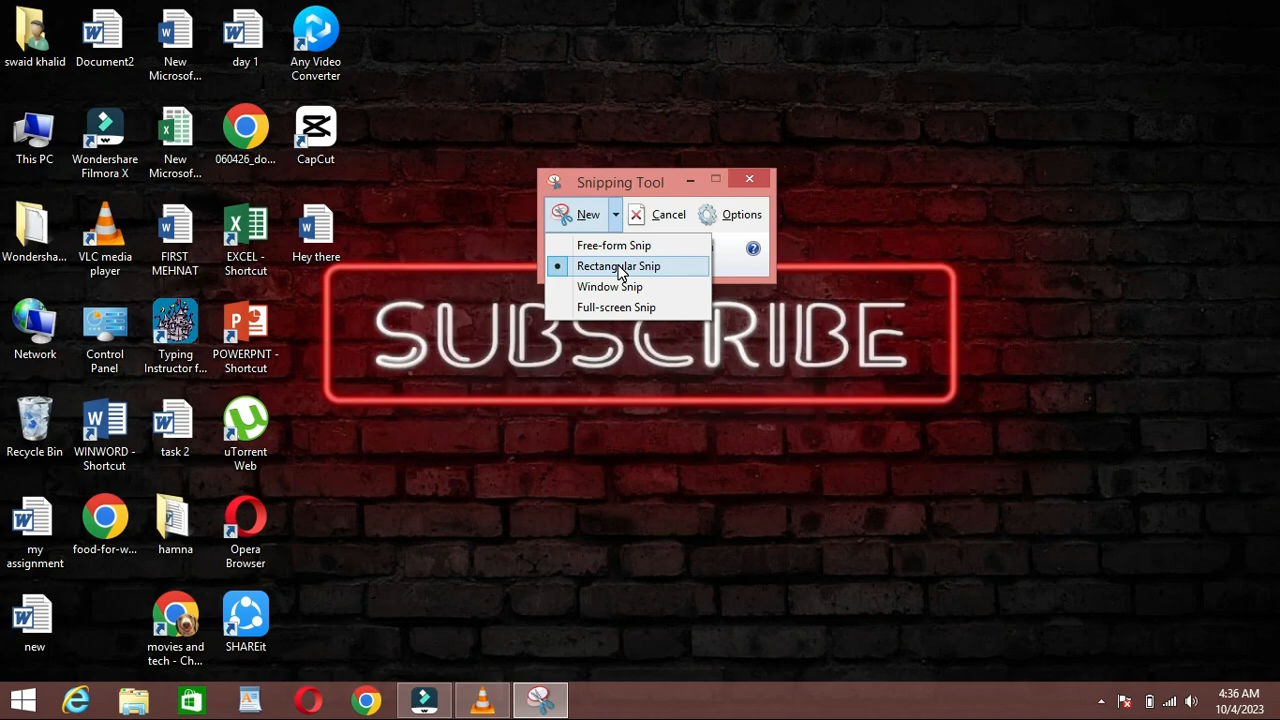 swaid khalid
Document2
New
Microsof...
day 1
Any Video
Converter
This PC
Wondershare
Filmora X
New
Microsof...
060426_do...
CapCut
Wondersha...
VLC media
player
FIRST
MEHNAT
EXCEL -
Shortcut
Hey there
Network
Control
Panel
Typing
Instructor f...
POWERPNT -
Shortcut
Recycle Bin
WINWORD -
Shortcut
task 2
uTorrent
Web
my
assignment
food-for-w...
hamna
Opera
Browser
new
movies and
tech - Ch...
SHAREit
Snipping Tool
New
Cancel
Options
Free-form Snip
Rectangular Snip
Window Snip
Full-screen Snip
SUBSCRIBE
4:36 AM
10/4/2023